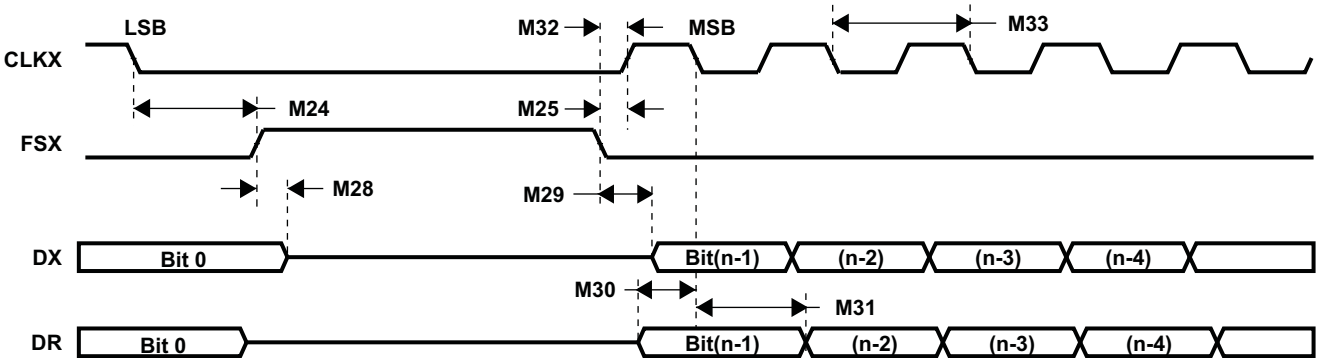 LSB M32 MSB M33
CLKX
M24 M25
FSX
M28 M29
DX Bit 0 Bit(n-1) (n-2) (n-3) (n-4)
M30 M31
DR Bit 0 Bit(n-1) (n-2) (n-3) (n-4)